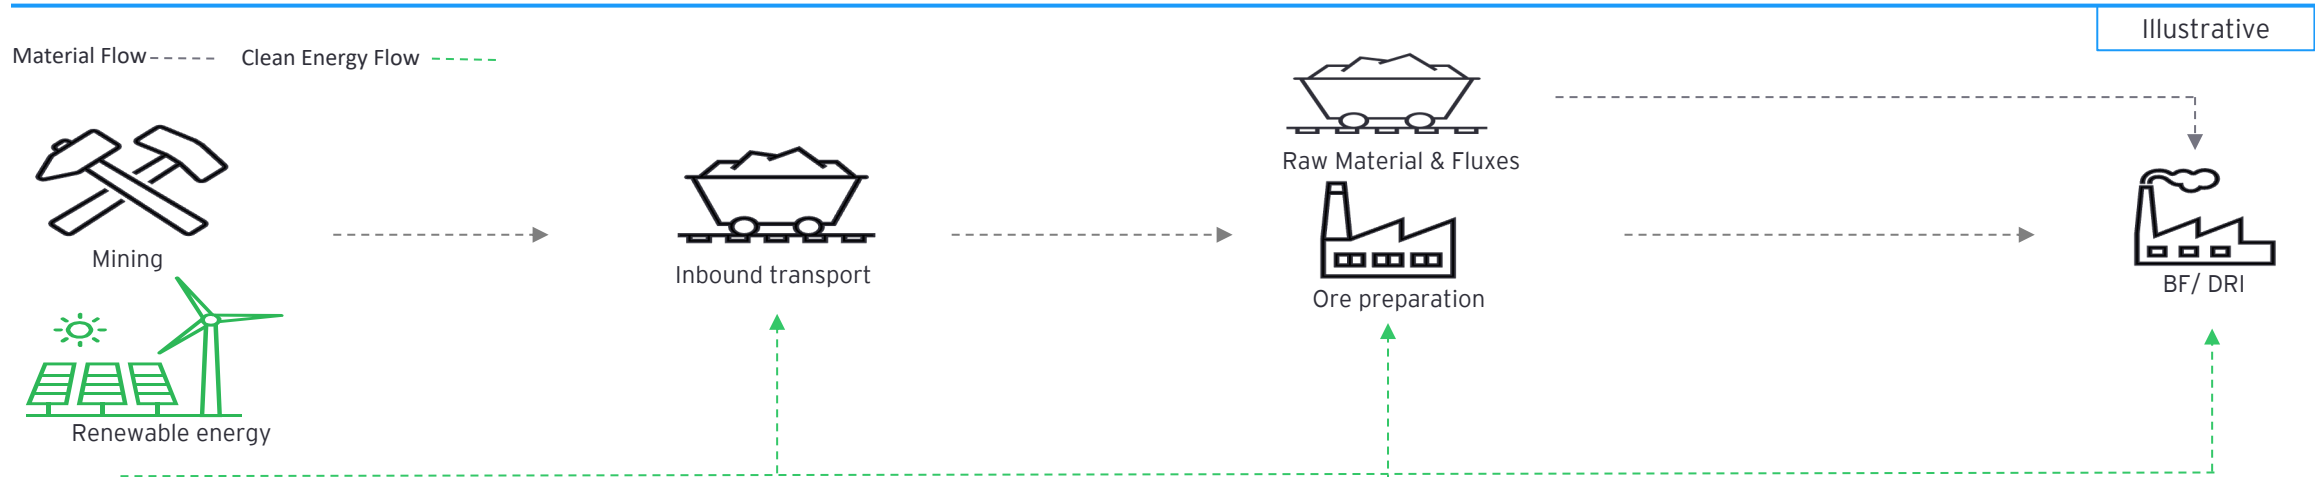 Illustrative
Material Flow
Clean Energy Flow
Raw Material & Fluxes
Mining
Inbound transport
Ore preparation
BF/ DRI
Renewable energy